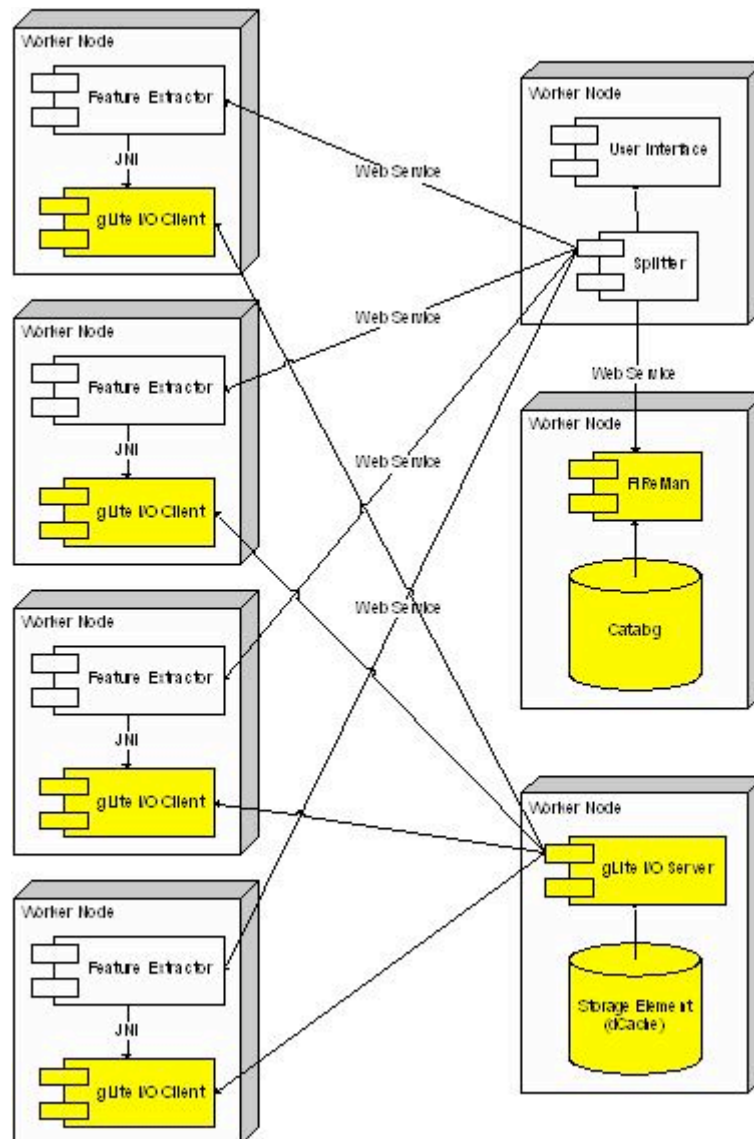 Worker Node
Feature Extractor
JNI
gLite I/O Client
Worker Node
Feature Extractor
JNI
gLite I/O Client
Worker Node
Feature Extractor
JNI
gLite I/O Client
Worker Node
Feature Extractor
JNI
gLite I/O Client
Web Service
Web Service
Web Service
Web Service
Worker Node
User Interface
Splitter
Web Service
Worker Node
FiReMan
Catalog
Worker Node
gLite I/O Server
Storage Element
(dCache)